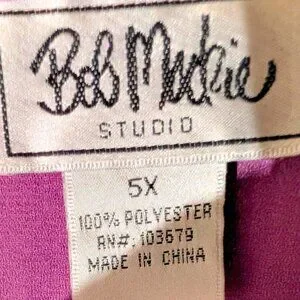 Bob Mackie
STUDIO
5X
100% POLYESTER
RN#: 103679
MADE IN CHINA